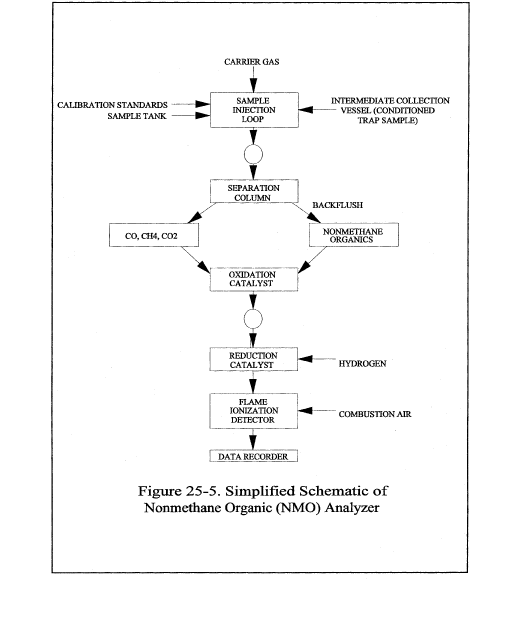 CARRIER GAS
SAMPLE
INJECTION
LOOP
CALIBRATION STANDARDS
SAMPLE TANK
INTERMEDIATE COLLECTION
VESSEL (CONDITIONED
TRAP SAMPLE)
SEPARATION
COLUMN
BACKFLUSH
CO, CH4, CO2
NONMETHANE
ORGANICS
OXIDATION
CATALYST
REDUCTION
CATALYST
HYDROGEN
FLAME
IONIZATION
DETECTOR
COMBUSTION AIR
DATA RECORDER
Figure 25-5. Simplified Schematic of
Nonmethane Organic (NMO) Analyzer